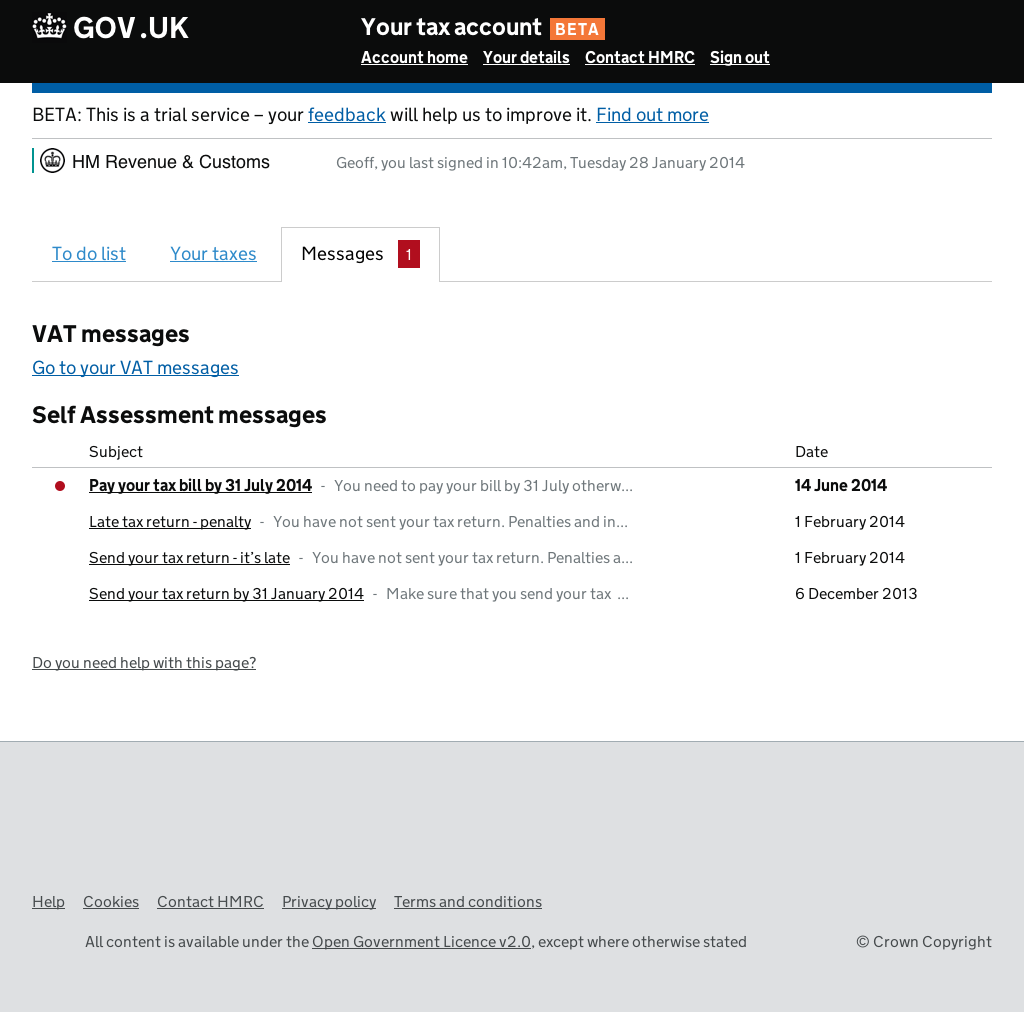 GOV.UK
Your tax account BETA
Account home Your details Contact HMRC Sign out
BETA: This is a trial service – your feedback will help us to improve it. Find out more
HM Revenue & Customs
Geoff, you last signed in 10:42am, Tuesday 28 January 2014
To do list Your taxes Messages 1
VAT messages
Go to your VAT messages
Self Assessment messages
Subject Date
Pay your tax bill by 31 July 2014 - You need to pay your bill by 31 July otherw... 14 June 2014
Late tax return - penalty - You have not sent your tax return. Penalties and in... 1 February 2014
Send your tax return - it’s late - You have not sent your tax return. Penalties a... 1 February 2014
Send your tax return by 31 January 2014 - Make sure that you send your tax ... 6 December 2013
Do you need help with this page?
Help Cookies Contact HMRC Privacy policy Terms and conditions
All content is available under the Open Government Licence v2.0, except where otherwise stated © Crown Copyright